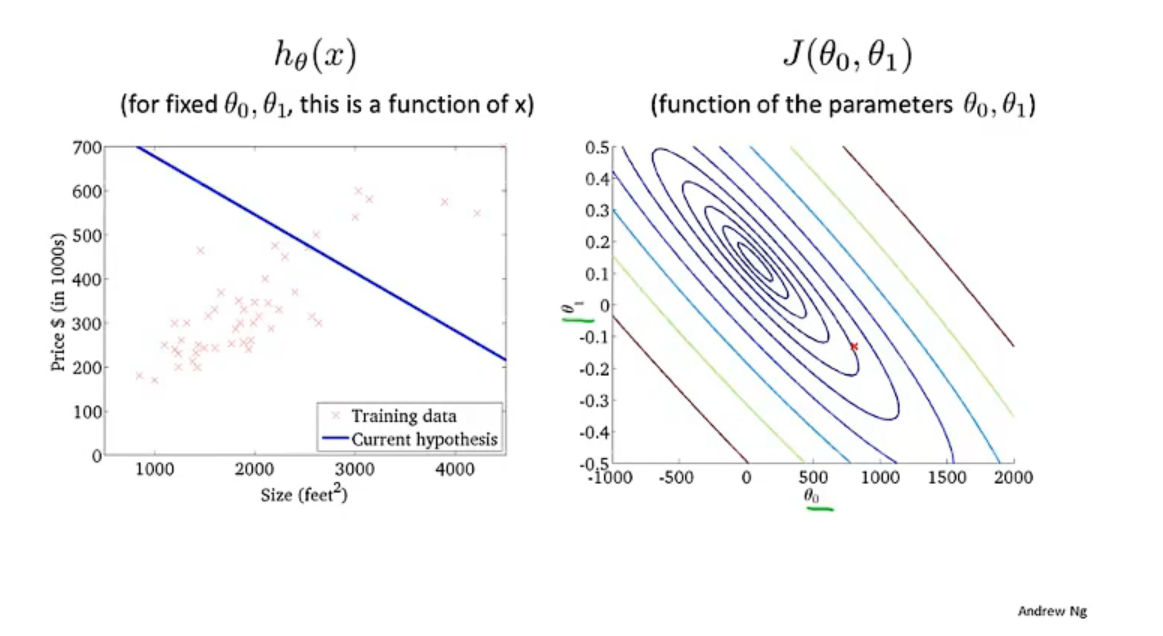 hθ(x)
(for fixed θ0, θ1, this is a function of x)
700
600
500
400
300
200
100
0
Price $ (in 1000s)
1000 2000 3000 4000
Size (feet²)
Training data
Current hypothesis
J(θ0, θ1)
(function of the parameters θ0, θ1)
0.5
0.4
0.3
0.2
0.1
0
-0.1
-0.2
-0.3
-0.4
-0.5
θ1
-1000 -500 0 500 1000 1500 2000
θ0
Andrew Ng